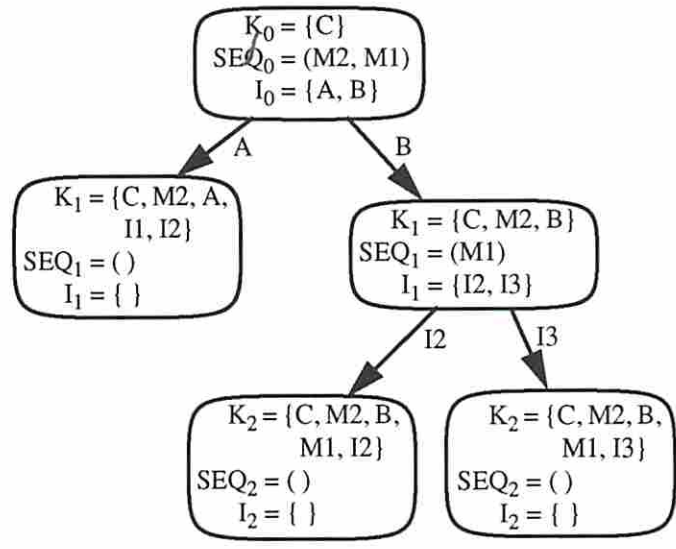 K₀ = {C}
SEQ₀ = (M2, M1)
I₀ = {A, B}
A
B
K₁ = {C, M2, A,
I1, I2}
SEQ₁ = ( )
I₁ = { }
K₁ = {C, M2, B}
SEQ₁ = (M1)
I₁ = {I2, I3}
I2
I3
K₂ = {C, M2, B,
M1, I2}
SEQ₂ = ( )
I₂ = { }
K₂ = {C, M2, B,
M1, I3}
SEQ₂ = ( )
I₂ = { }